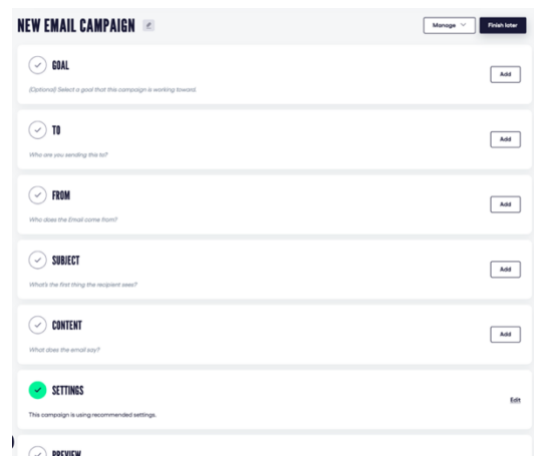 NEW EMAIL CAMPAIGN
Manage
Finish later
GOAL
Add
(Optional) Select a goal that this campaign is working toward.
TO
Add
Who are you sending this to?
FROM
Add
Who does the Email come from?
SUBJECT
Add
What's the first thing the recipient sees?
CONTENT
Add
What does the email say?
SETTINGS
Edit
This campaign is using recommended settings.
PREVIEW